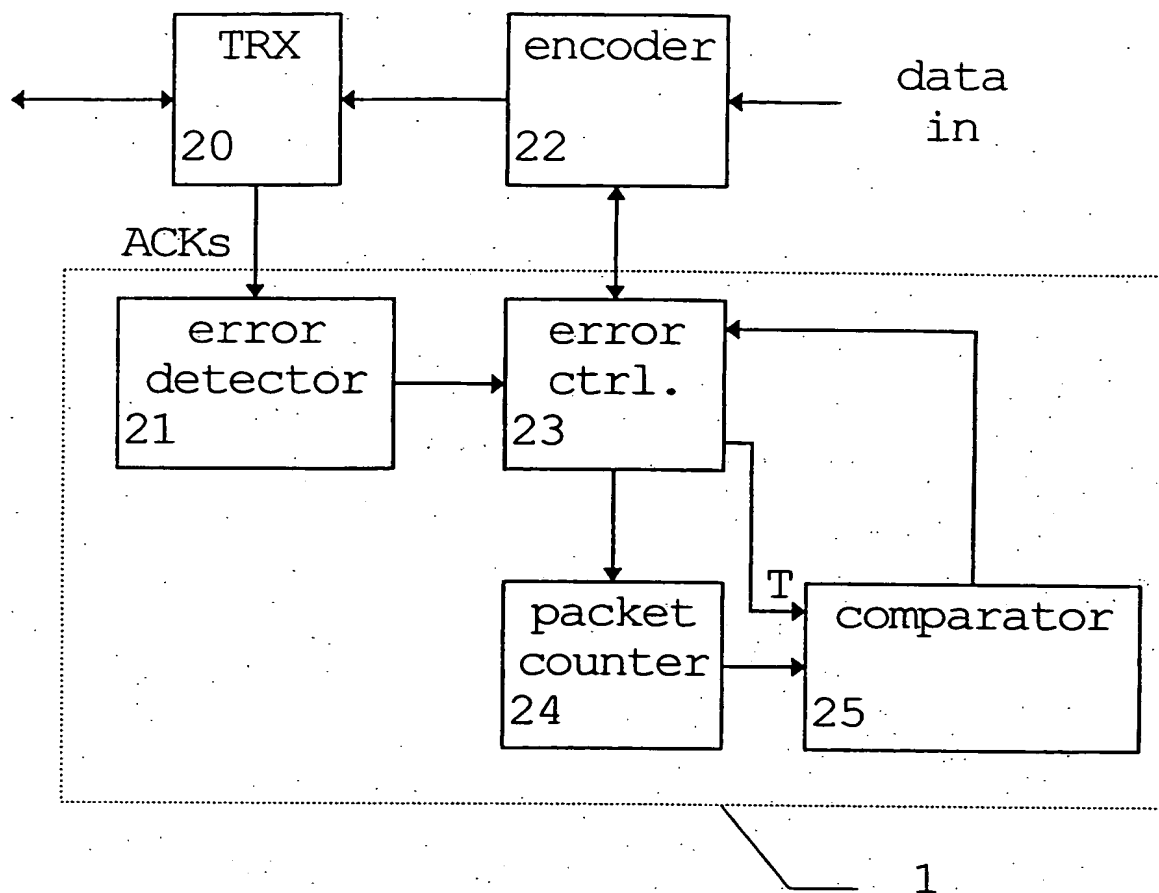 TRX
20
encoder
22
data
in
ACKs
error
detector
21
error
ctrl.
23
T
packet
counter
24
comparator
25
1